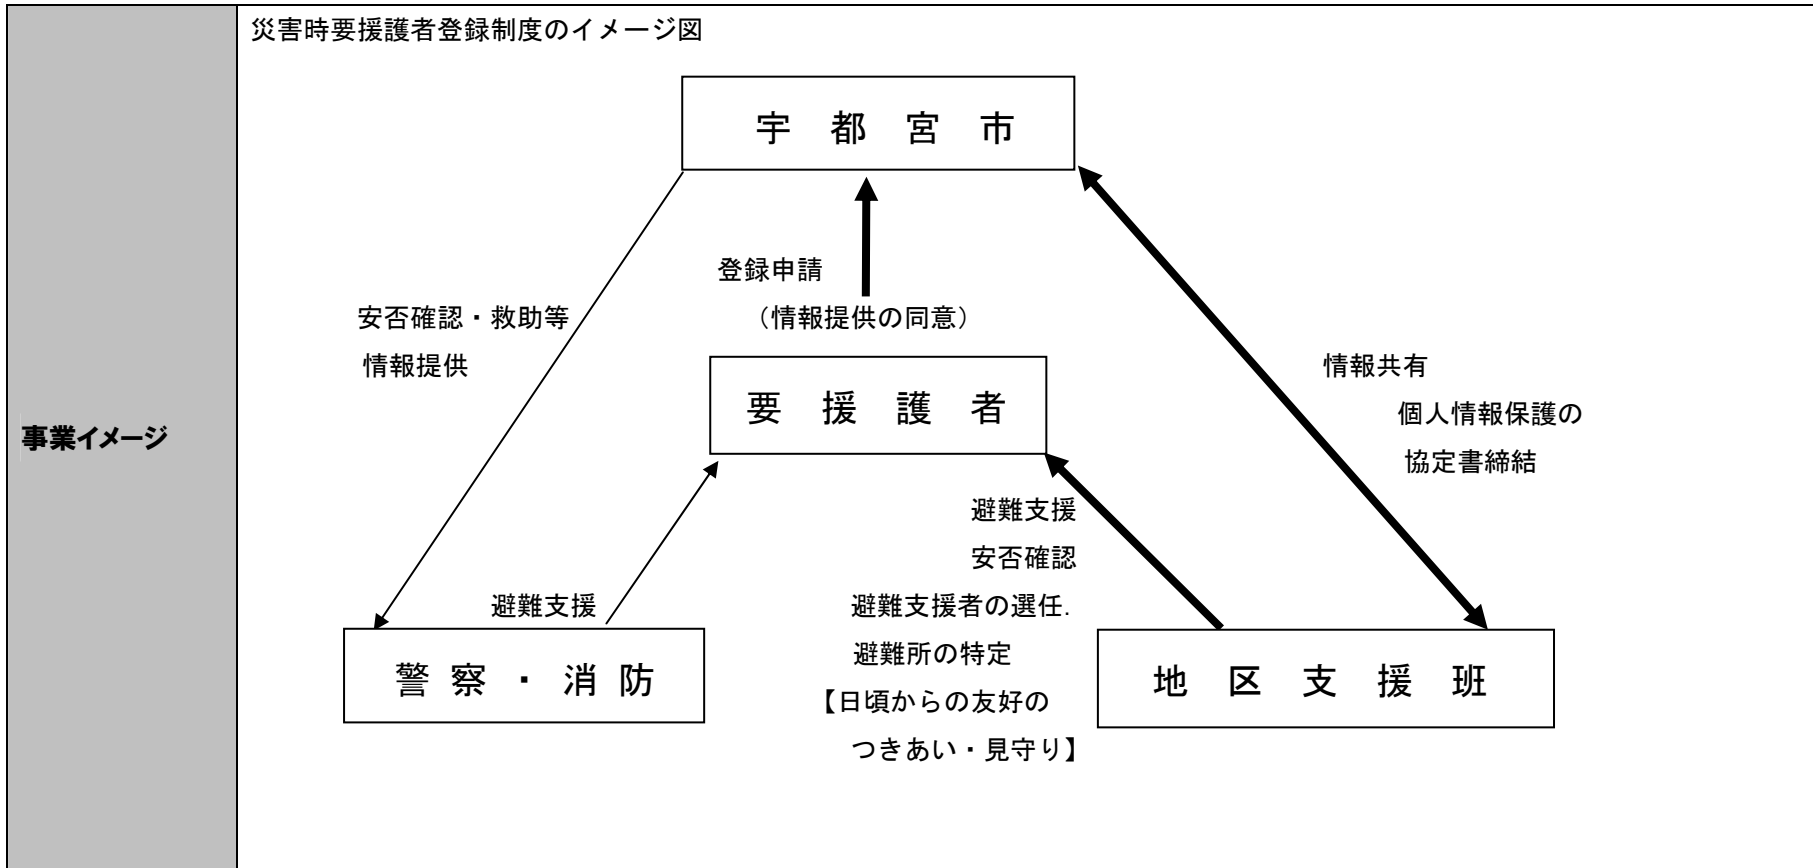 災害時要援護者登録制度のイメージ図
宇都宮市
登録申請
（情報提供の同意）
安否確認・救助等
情報提供
情報共有
個人情報保護の
協定書締結
要援護者
事業イメージ
避難支援
避難支援
安否確認
避難支援者の選任.
避難所の特定
【日頃からの友好の
つきあい・見守り】
警察・消防
地区支援班